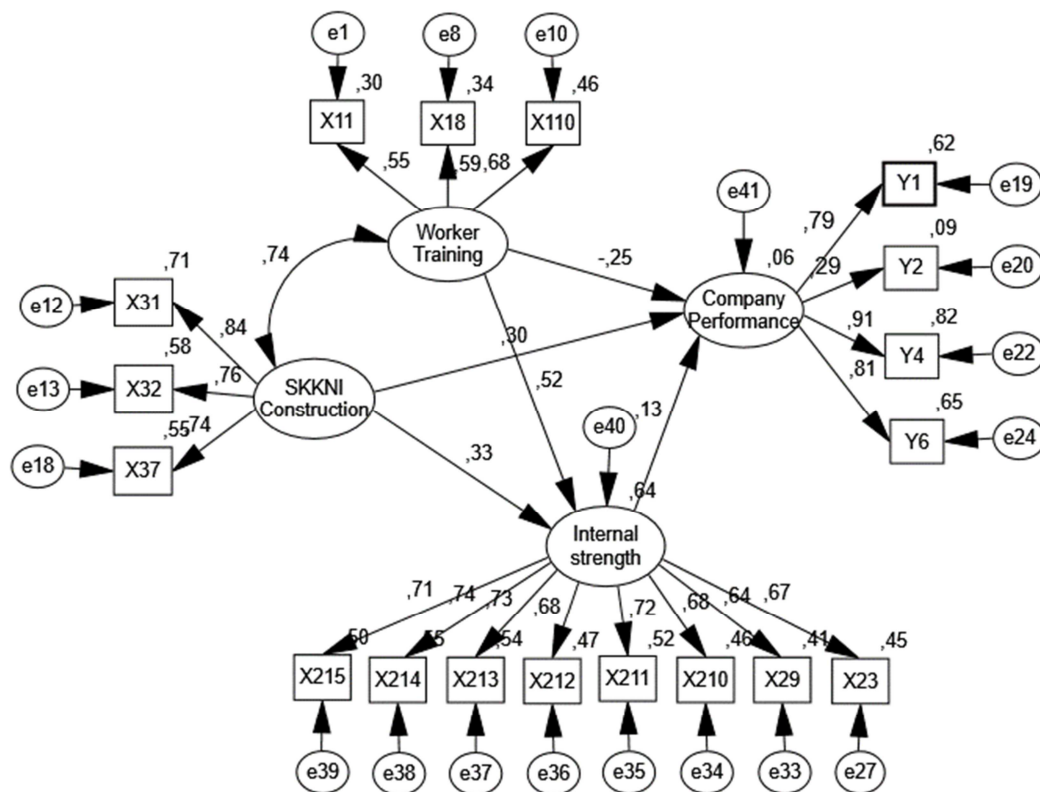 e1
e8
e10
,30
,34
,46
X11
X18
X110
,55
,59
,68
,62
Y1
e19
e41
,79
Worker
Training
,09
,74
-,25
,06
,29
Y2
e20
,71
Company
Performance
e12
X31
,84
,91
,82
,58
,30
Y4
e22
SKKNI
Construction
,76
,52
,81
e13
X32
,13
,65
,55
,74
e40
Y6
e24
e18
X37
,33
,64
Internal
strength
,71
,74
,73
,68
,72
,68
,64
,67
,50
,55
,54
,47
,52
,46
,41
,45
X215
X214
X213
X212
X211
X210
X29
X23
e39
e38
e37
e36
e35
e34
e33
e27